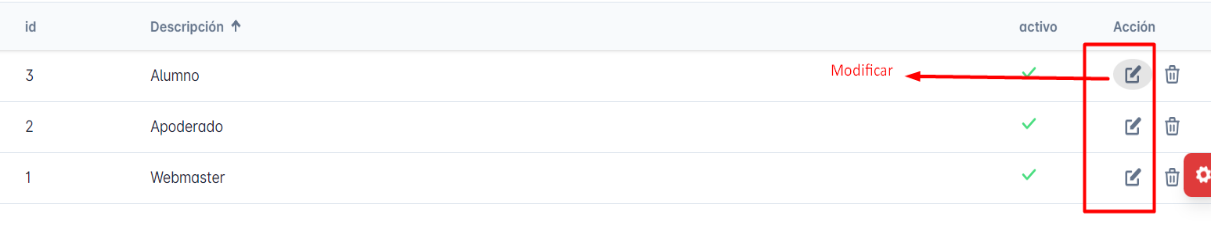 id Descripción activo Acción
3 Alumno Modificar
2 Apoderado
1 Webmaster